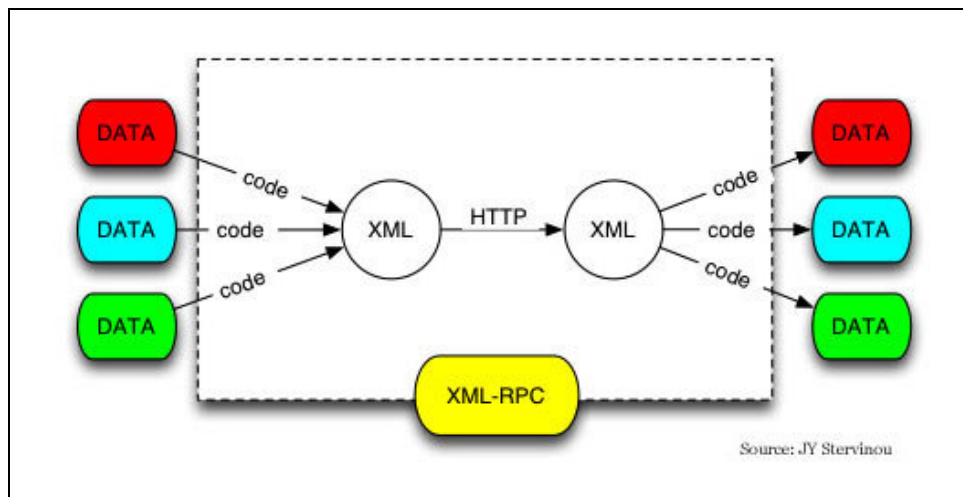 DATA
DATA
DATA
code
code
code
XML
HTTP
XML
code
code
code
DATA
DATA
DATA
XML-RPC
Source: JY Stervinou